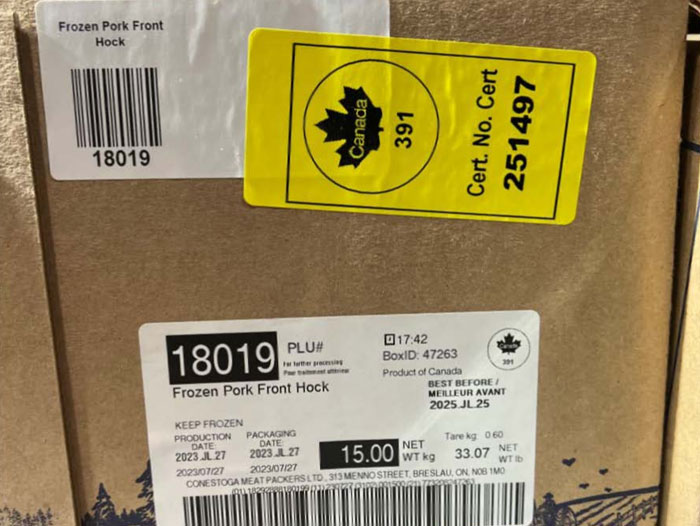 Frozen Pork Front
Hock
18019
Canada
391
Cert. No. Cert
251497
18019 PLU#
For further processing
Pour traitement ultérieur
Frozen Pork Front Hock
17:42
BoxID: 47263
Product of Canada
Canada
391
BEST BEFORE /
MEILLEUR AVANT
2025.JL.25
KEEP FROZEN
PRODUCTION DATE:
2023 JL.27
2023/07/27
PACKAGING DATE:
2023 JL.27
2023/07/27
15.00 NET WT kg
Tare kg 0.60
33.07 NET WT lb
CONESTOGA MEAT PACKERS LTD., 313 MENNO STREET, BRESLAU, ON, N0B 1M0